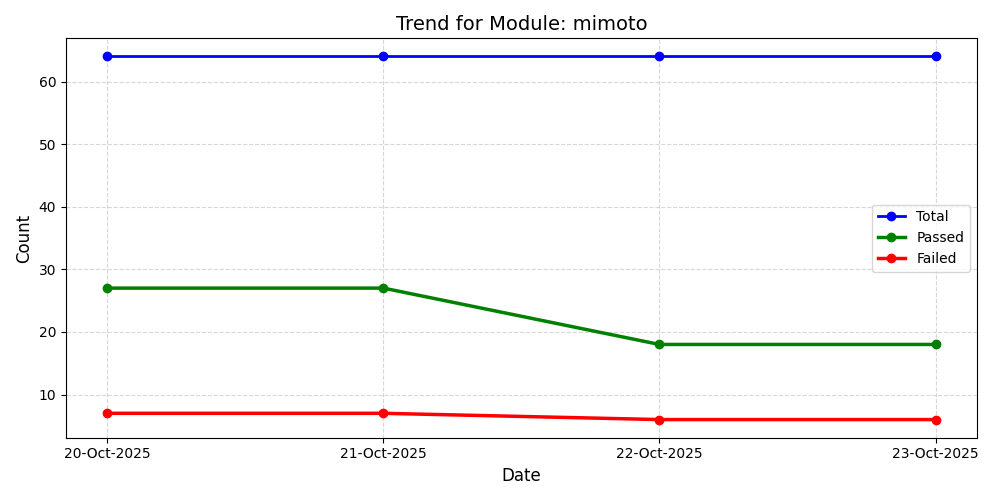 Trend for Module: mimoto
Count
60
50
40
30
20
10
Total
Passed
Failed
20-Oct-2025
21-Oct-2025
22-Oct-2025
23-Oct-2025
Date